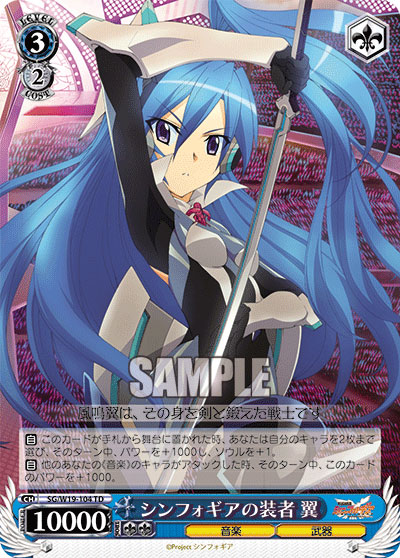 LEVEL
3
2
COST
SAMPLE
風鳴翼は、その身を剣と鍛えた戦士です
自 このカードが手札から舞台に置かれた時、あなたは自分のキャラを2枚まで
選び、そのターン中、パワーを+1000し、ソウルを+1。
自 他のあなたの《音楽》のキャラがアタックした時、そのターン中、このカード
のパワーを+1000。
CH SG/W19-104 TD
シンフォギアの装者 翼
10000
音楽
武器
©Project シンフォギア